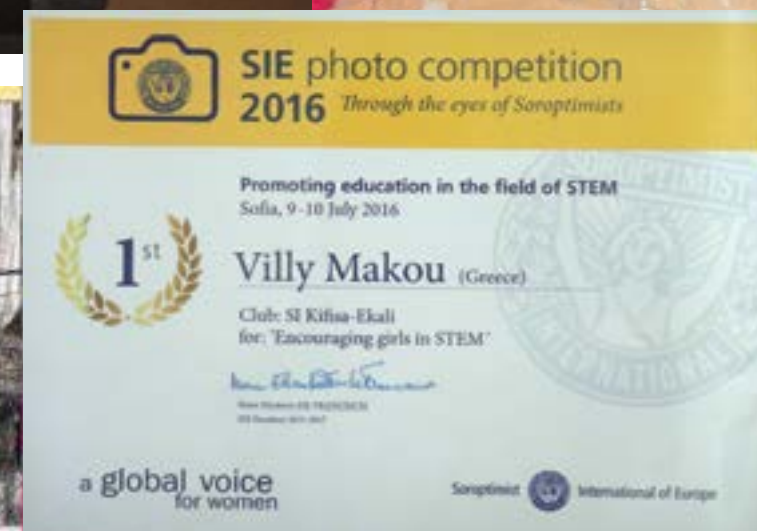 SIE photo competition
2016 Through the eyes of Soroptimists
Promoting education in the field of STEM
Sofia, 9-10 July 2016
1st
Villy Makou (Greece)
Club: SI Kifisa-Ekali
for: "Encouraging girls in STEM"
SOROPTIMIST
INTERNATIONAL
a global voice
for women
Soroptimist International of Europe